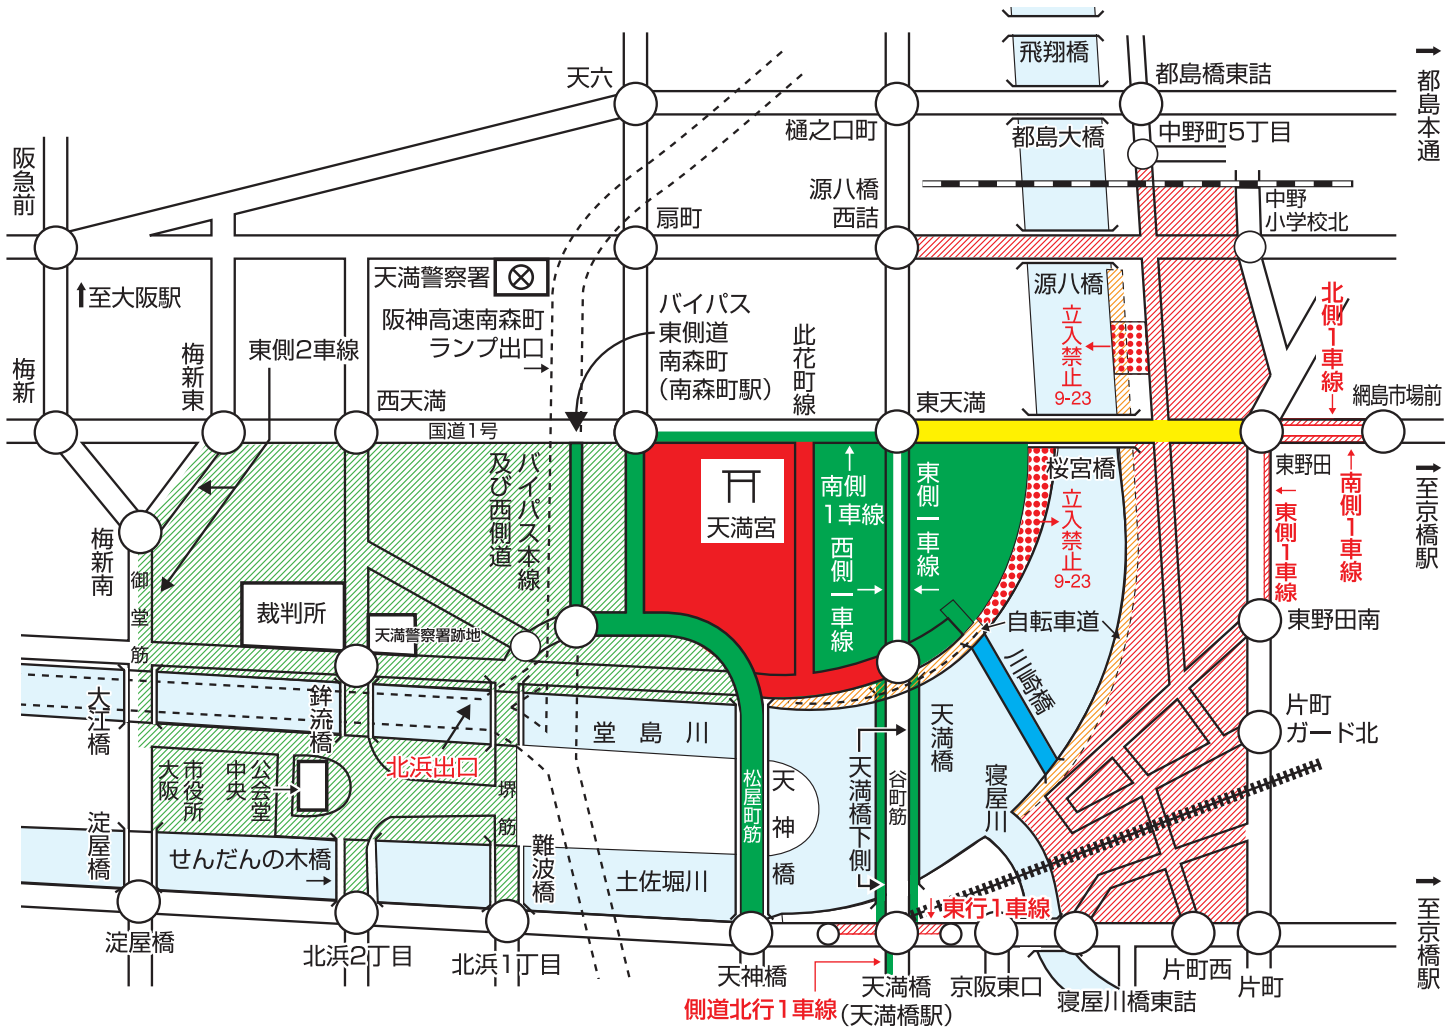 飛翔橋
都島橋東詰
都島本通
天六
樋之口町
都島大橋
中野町5丁目
阪急前
源八橋
西詰
扇町
中野
小学校北
至大阪駅
天満警察署
阪神高速南森町
ランプ出口
バイパス
東側道
南森町
(南森町駅)
此花町線
源八橋
立入禁止
9-23
北側1車線
網島市場前
梅新
梅新東
東側2車線
西天満
国道1号
東天満
東野田
至京橋駅
バイパス本線
及び西側道
天満宮
南側
1車線
西側一車線
東側一車線
桜宮橋
立入禁止
9-23
東側1車線
南側1車線
梅新南
御堂筋
裁判所
天満警察署跡地
自転車道
東野田南
川崎橋
大江橋
鉾流橋
堂島川
北浜出口
天満橋
片町
ガード北
大阪
市役所
中央
公会堂
堺筋
松屋町筋
天神橋
天満橋下側
谷町筋
寝屋川
淀屋橋
せんだんの木橋
難波橋
土佐堀川
東行1車線
至京橋駅
淀屋橋
北浜2丁目
北浜1丁目
天神橋
天満橋
(天満橋駅)
側道北行1車線
京阪東口
寝屋川橋東詰
片町西
片町